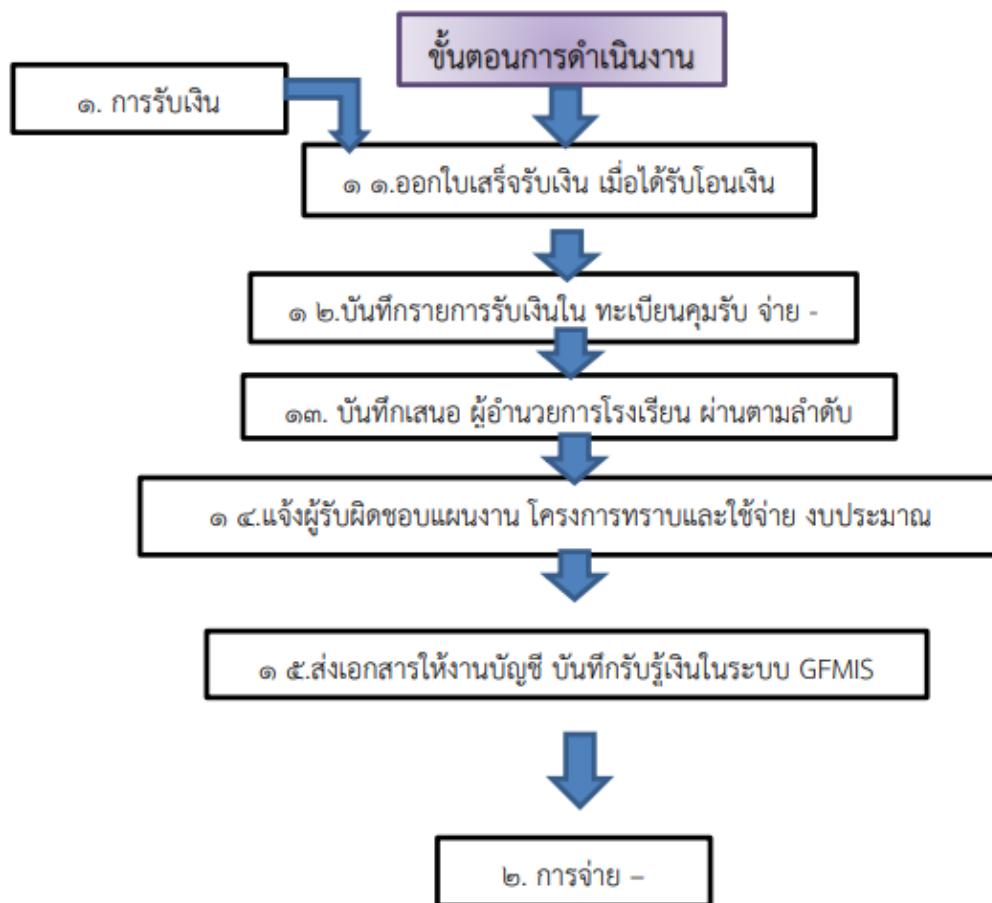 ขั้นตอนการดำเนินงาน
๑. การรับเงิน
๑ ๑.ออกใบเสร็จรับเงิน เมื่อได้รับโอนเงิน
๑ ๒.บันทึกรายการรับเงินใน ทะเบียนคุมรับ จ่าย -
๑๓. บันทึกเสนอ ผู้อำนวยการโรงเรียน ผ่านตามลำดับ
๑ ๔.แจ้งผู้รับผิดชอบแผนงาน โครงการทราบและใช้จ่าย งบประมาณ
๑ ๕.ส่งเอกสารให้งานบัญชี บันทึกรับรู้เงินในระบบ GFMIS
๒. การจ่าย –